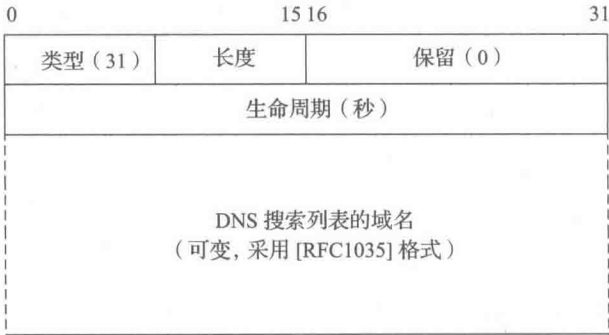 0 15 16 31
类型（31） 长度 保留（0）
生命周期（秒）
DNS 搜索列表的域名
（可变，采用 [RFC1035] 格式）